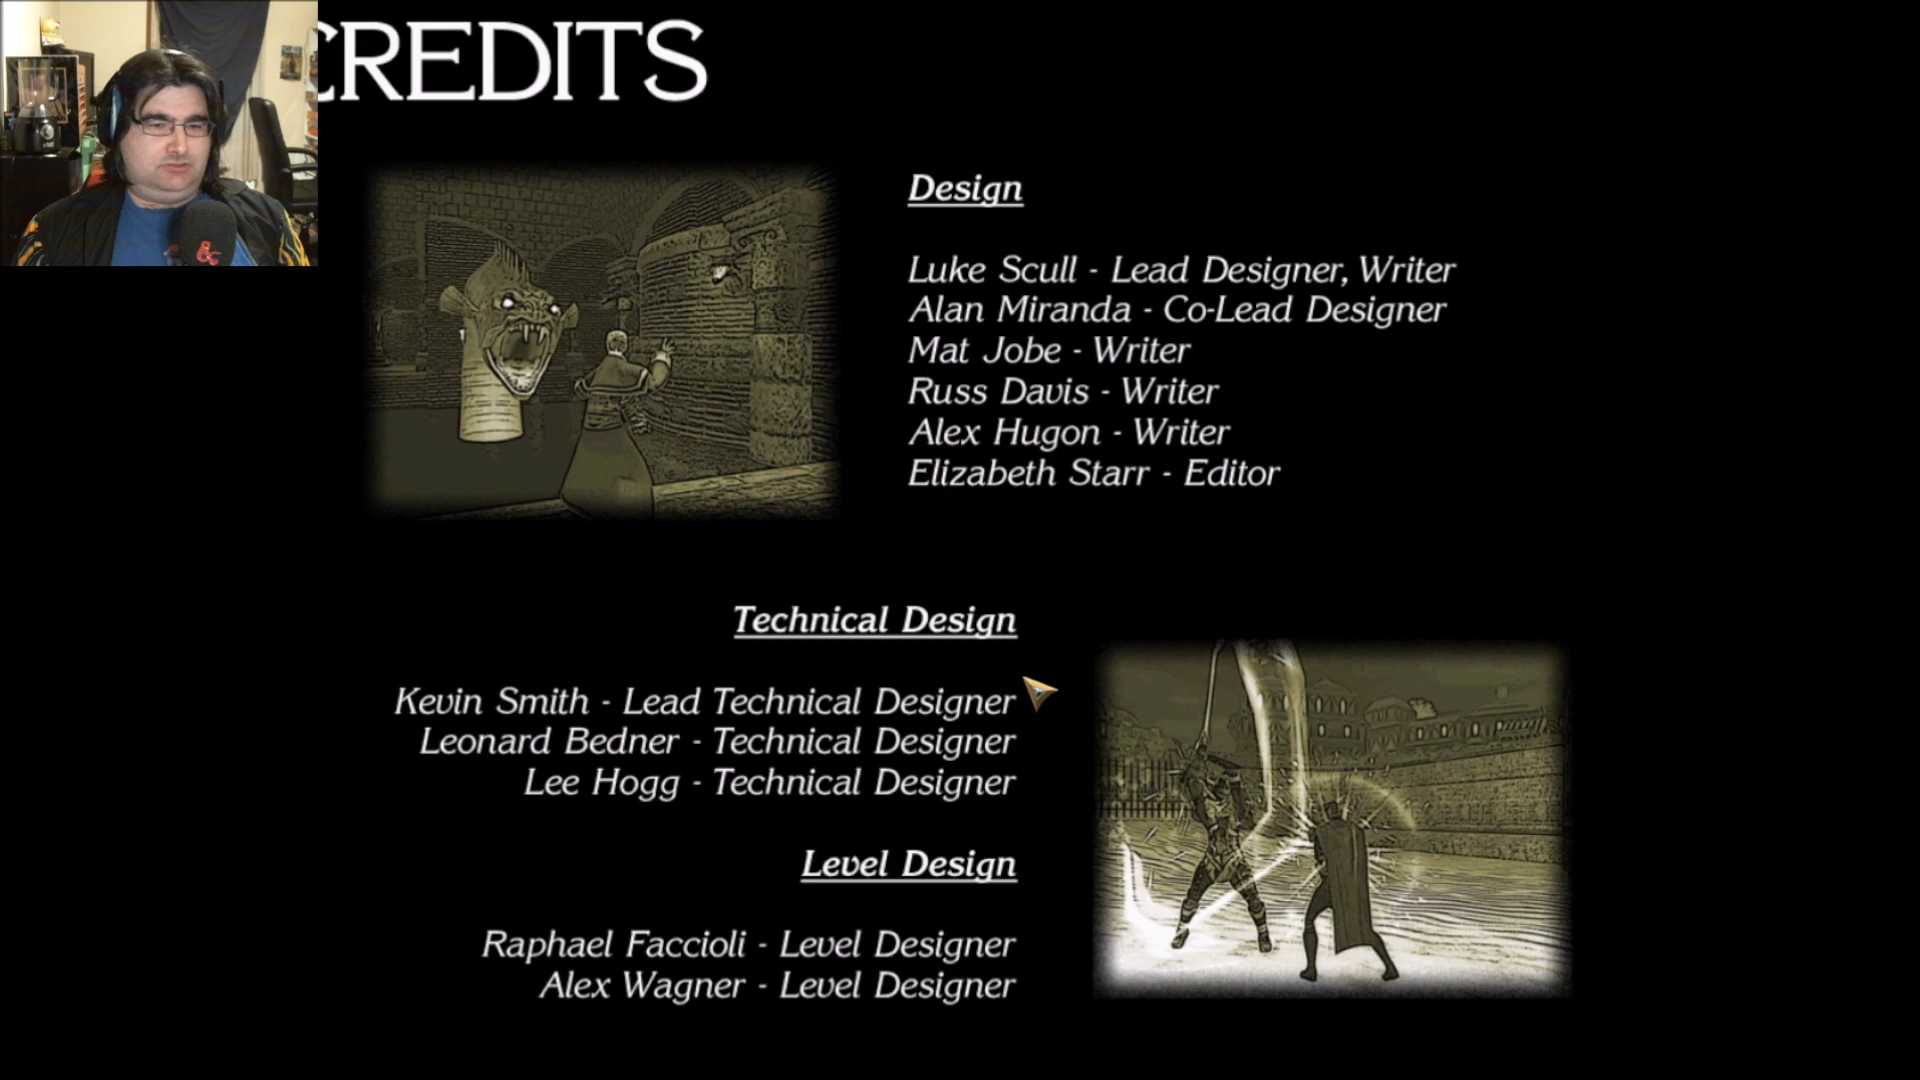 CREDITS
Design
Luke Scull - Lead Designer, Writer
Alan Miranda - Co-Lead Designer
Mat Jobe - Writer
Russ Davis - Writer
Alex Hugon - Writer
Elizabeth Starr - Editor
Technical Design
Kevin Smith - Lead Technical Designer
Leonard Bedner - Technical Designer
Lee Hogg - Technical Designer
Level Design
Raphael Faccioli - Level Designer
Alex Wagner - Level Designer